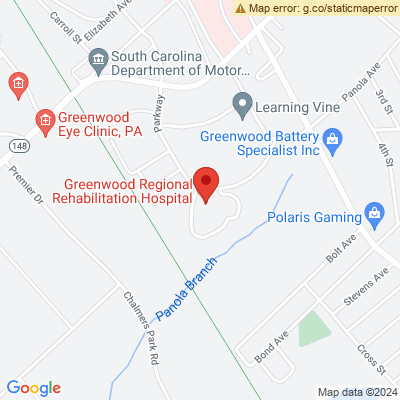 Map error: g.co/staticmaperror
Elizabeth Ave
Carroll St
South Carolina
Department of Motor...
Panola Ave
3rd St
4th St
Parkway
Learning Vine
Greenwood
Eye Clinic, PA
Greenwood Battery
Specialist Inc
148
Premier Dr
Greenwood Regional
Rehabilitation Hospital
Polaris Gaming
Bolt Ave
Panola Branch
Stevens Ave
Chalmers Park Rd
Bond Ave
Cross St
Google
Map data ©2024